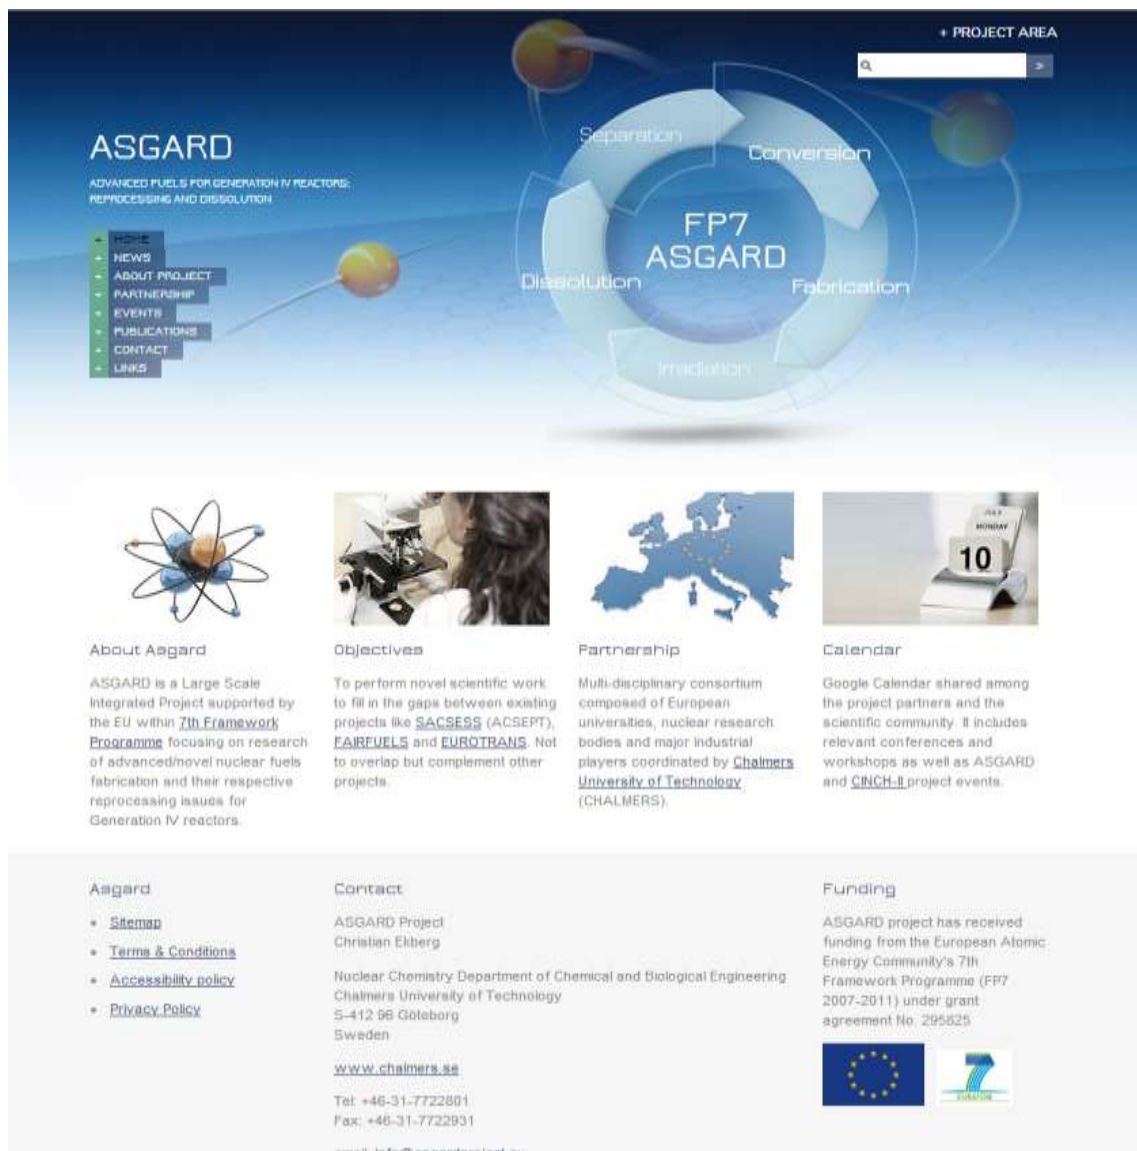 + PROJECT AREA
ASGARD
ADVANCED FUELS FOR GENERATION IV REACTORS:
REPROCESSING AND DISSOLUTION
HOME
NEWS
ABOUT PROJECT
PARTNERSHIP
EVENTS
PUBLICATIONS
CONTACT
LINKS
Separation
Conversion
FP7
ASGARD
Dissolution
Fabrication
Irradiation
JULY
MONDAY
10
About Asgard
ASGARD is a Large Scale
Integrated Project supported by
the EU within 7th Framework
Programme focusing on research
of advanced/novel nuclear fuels
fabrication and their respective
reprocessing issues for
Generation IV reactors.
Objectives
To perform novel scientific work
to fill in the gaps between existing
projects like SACSESS (ACSEPT),
FAIRFUELS and EUROTRANS. Not
to overlap but complement other
projects.
Partnership
Multi-disciplinary consortium
composed of European
universities, nuclear research
bodies and major industrial
players coordinated by Chalmers
University of Technology
(CHALMERS).
Calendar
Google Calendar shared among
the project partners and the
scientific community. It includes
relevant conferences and
workshops as well as ASGARD
and CINCH-II project events.
Asgard
Sitemap
Terms & Conditions
Accessibility policy
Privacy Policy
Contact
ASGARD Project
Christian Ekberg
Nuclear Chemistry Department of Chemical and Biological Engineering
Chalmers University of Technology
S-412 96 Göteborg
Sweden
www.chalmers.se
Tel: +46-31-7722801
Fax: +46-31-7722931
Funding
ASGARD project has received
funding from the European Atomic
Energy Community's 7th
Framework Programme (FP7
2007-2011) under grant
agreement No. 295825
7
EURATOM